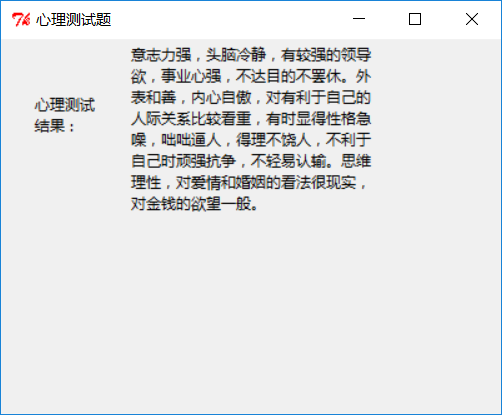 心理测试题
意志力强，头脑冷静，有较强的领导
欲，事业心强，不达目的不罢休。外
表和善，内心自傲，对有利于自己的
人际关系比较看重，有时显得性格急
噪，咄咄逼人，得理不饶人，不利于
自己时顽强抗争，不轻易认输。思维
理性，对爱情和婚姻的看法很现实，
对金钱的欲望一般。
心理测试
结果：